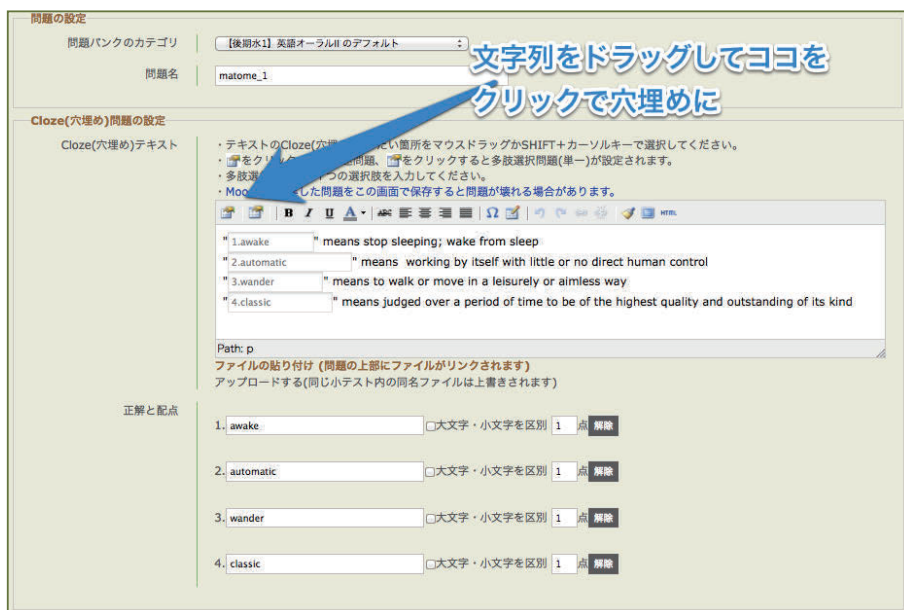 問題の設定
問題バンクのカテゴリ
【後期水1】英語オーラルII のデフォルト
文字列をドラッグしてココを
クリックで穴埋めに
問題名
matome_1
Cloze(穴埋め)問題の設定
Cloze(穴埋め)テキスト
・テキストのCloze(穴 たい箇所をマウスドラッグかSHIFT+カーソルキーで選択してください。
・ をクリッ 問題、 をクリックすると多肢選択問題(単一)が設定されます。
・多肢選 つの選択肢を入力してください。
・Moo した問題をこの画面で保存すると問題が壊れる場合があります。
B I U A ABC Ω HTML
" 1.awake " means stop sleeping; wake from sleep
" 2.automatic " means working by itself with little or no direct human control
" 3.wander " means to walk or move in a leisurely or aimless way
" 4.classic " means judged over a period of time to be of the highest quality and outstanding of its kind
Path: p
ファイルの貼り付け (問題の上部にファイルがリンクされます)
アップロードする(同じ小テスト内の同名ファイルは上書きされます)
正解と配点
1. awake 大文字・小文字を区別 1 点 解除
2. automatic 大文字・小文字を区別 1 点 解除
3. wander 大文字・小文字を区別 1 点 解除
4. classic 大文字・小文字を区別 1 点 解除